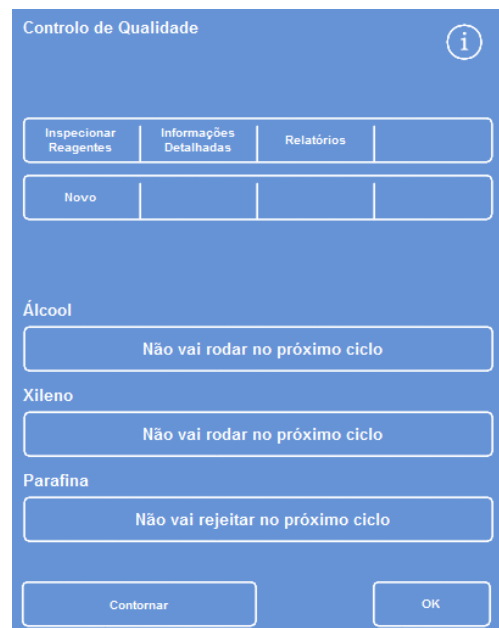 Controlo de Qualidade
i
Inspecionar
Reagentes
Informações
Detalhadas
Relatórios
Novo
Álcool
Não vai rodar no próximo ciclo
Xileno
Não vai rodar no próximo ciclo
Parafina
Não vai rejeitar no próximo ciclo
Contornar
OK